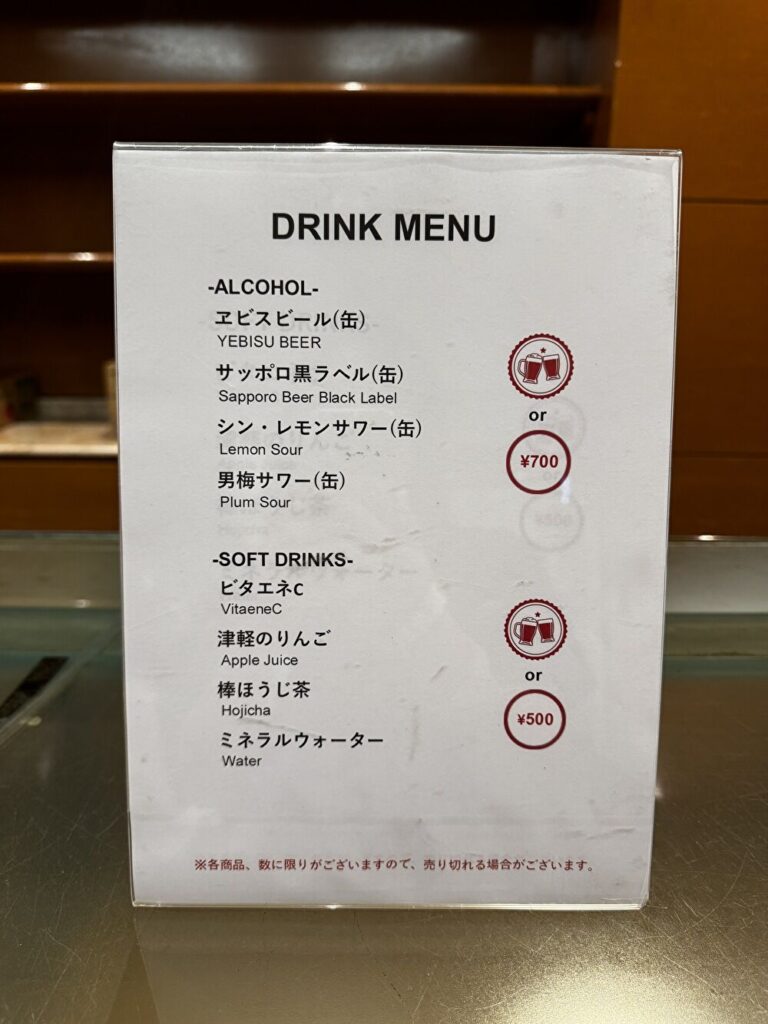 DRINK MENU
-ALCOHOL-
ヱビスビール(缶)
YEBISU BEER
サッポロ黒ラベル(缶)
Sapporo Beer Black Label
シン・レモンサワー(缶)
Lemon Sour
男梅サワー(缶)
Plum Sour
or
¥700
-SOFT DRINKS-
ビタエネC
VitaeneC
津軽のりんご
Apple Juice
棒ほうじ茶
Hojicha
ミネラルウォーター
Water
or
¥500
※各商品、数に限りがございますので、売り切れる場合がございます。